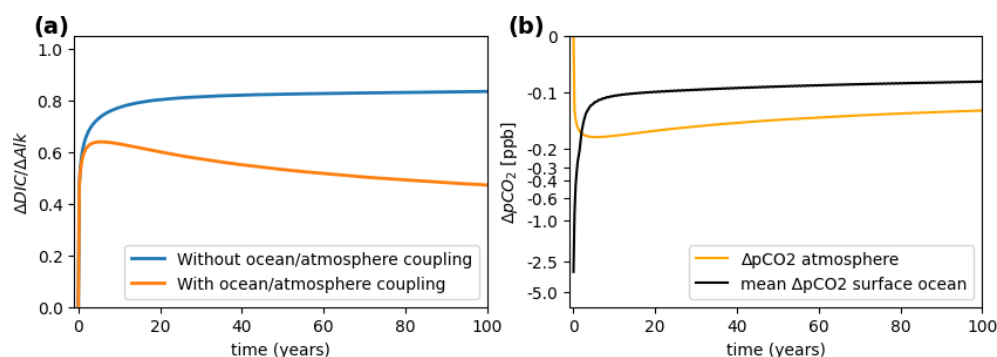 (a)
1.0
0.8
0.6
0.4
0.2
0.0
ΔDIC/ΔAlk
Without ocean/atmosphere coupling
With ocean/atmosphere coupling
0 20 40 60 80 100
time (years)
(b)
0
-0.1
-0.2
-0.3
-0.4
-0.6
-1.0
-2.5
-5.0
ΔpCO₂ [ppb]
ΔpCO2 atmosphere
mean ΔpCO2 surface ocean
0 20 40 60 80 100
time (years)